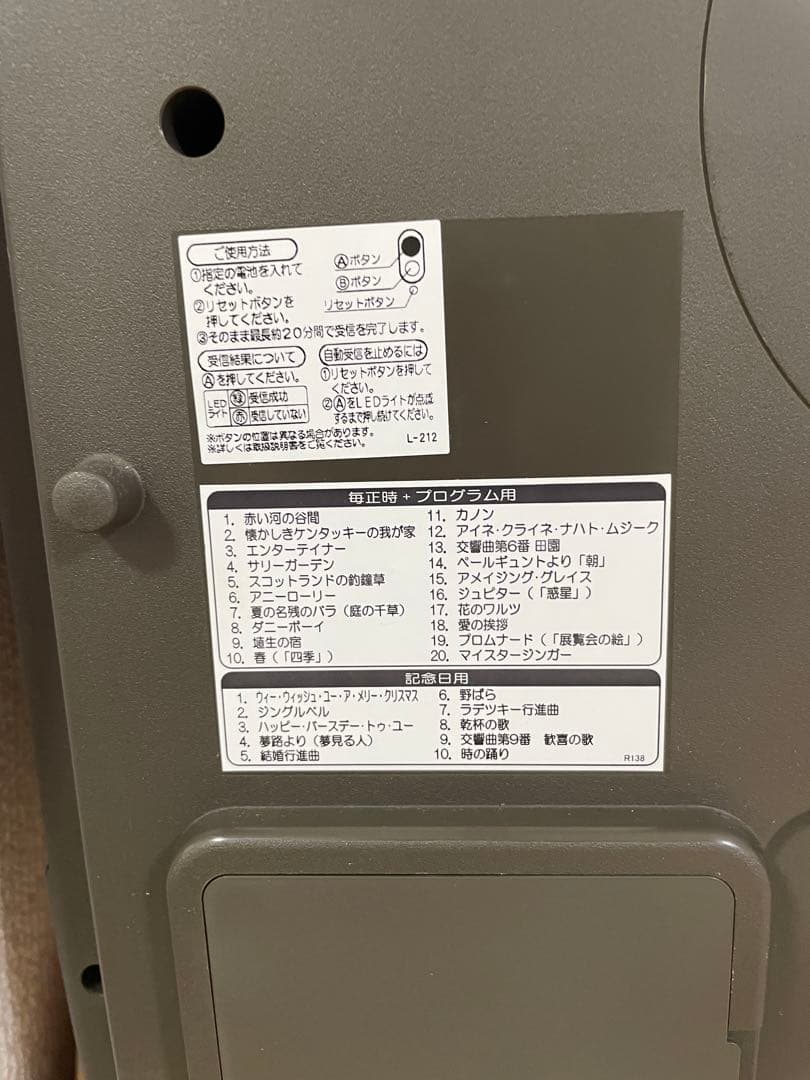 ご使用方法
①指定の電池を入れて
ください。
②リセットボタンを
押してください。
③そのまま最長約20分間で受信を完了します。
Ⓐボタン
Ⓑボタン
リセットボタン
受信結果について
Ⓐを押してください。
LED
ライト
緑 受信成功
赤 受信していない
自動受信を止めるには
①リセットボタンを押して
ください。
②ⒶをLEDライトが点滅
するまで押し続けてください。
※ボタンの位置は異なる場合があります。
※詳しくは取扱説明書をご覧ください。
L-212
毎正時+プログラム用
1. 赤い河の谷間
2. 懐かしきケンタッキーの我が家
3. エンターテイナー
4. サリーガーデン
5. スコットランドの釣鐘草
6. アニーローリー
7. 夏の名残のバラ(庭の千草)
8. ダニーボーイ
9. 埴生の宿
10. 春(「四季」)
11. カノン
12. アイネ・クライネ・ナハト・ムジーク
13. 交響曲第6番 田園
14. ペールギュントより「朝」
15. アメイジング・グレイス
16. ジュピター(「惑星」)
17. 花のワルツ
18. 愛の挨拶
19. プロムナード(「展覧会の絵」)
20. マイスタージンガー
記念日用
1. ウィー・ウィッシュ・ユー・ア・メリー・クリスマス
2. ジングルベル
3. ハッピー・バースデー・トゥ・ユー
4. 夢路より(夢見る人)
5. 結婚行進曲
6. 野ばら
7. ラデツキー行進曲
8. 乾杯の歌
9. 交響曲第9番 歓喜の歌
10. 時の踊り
R138